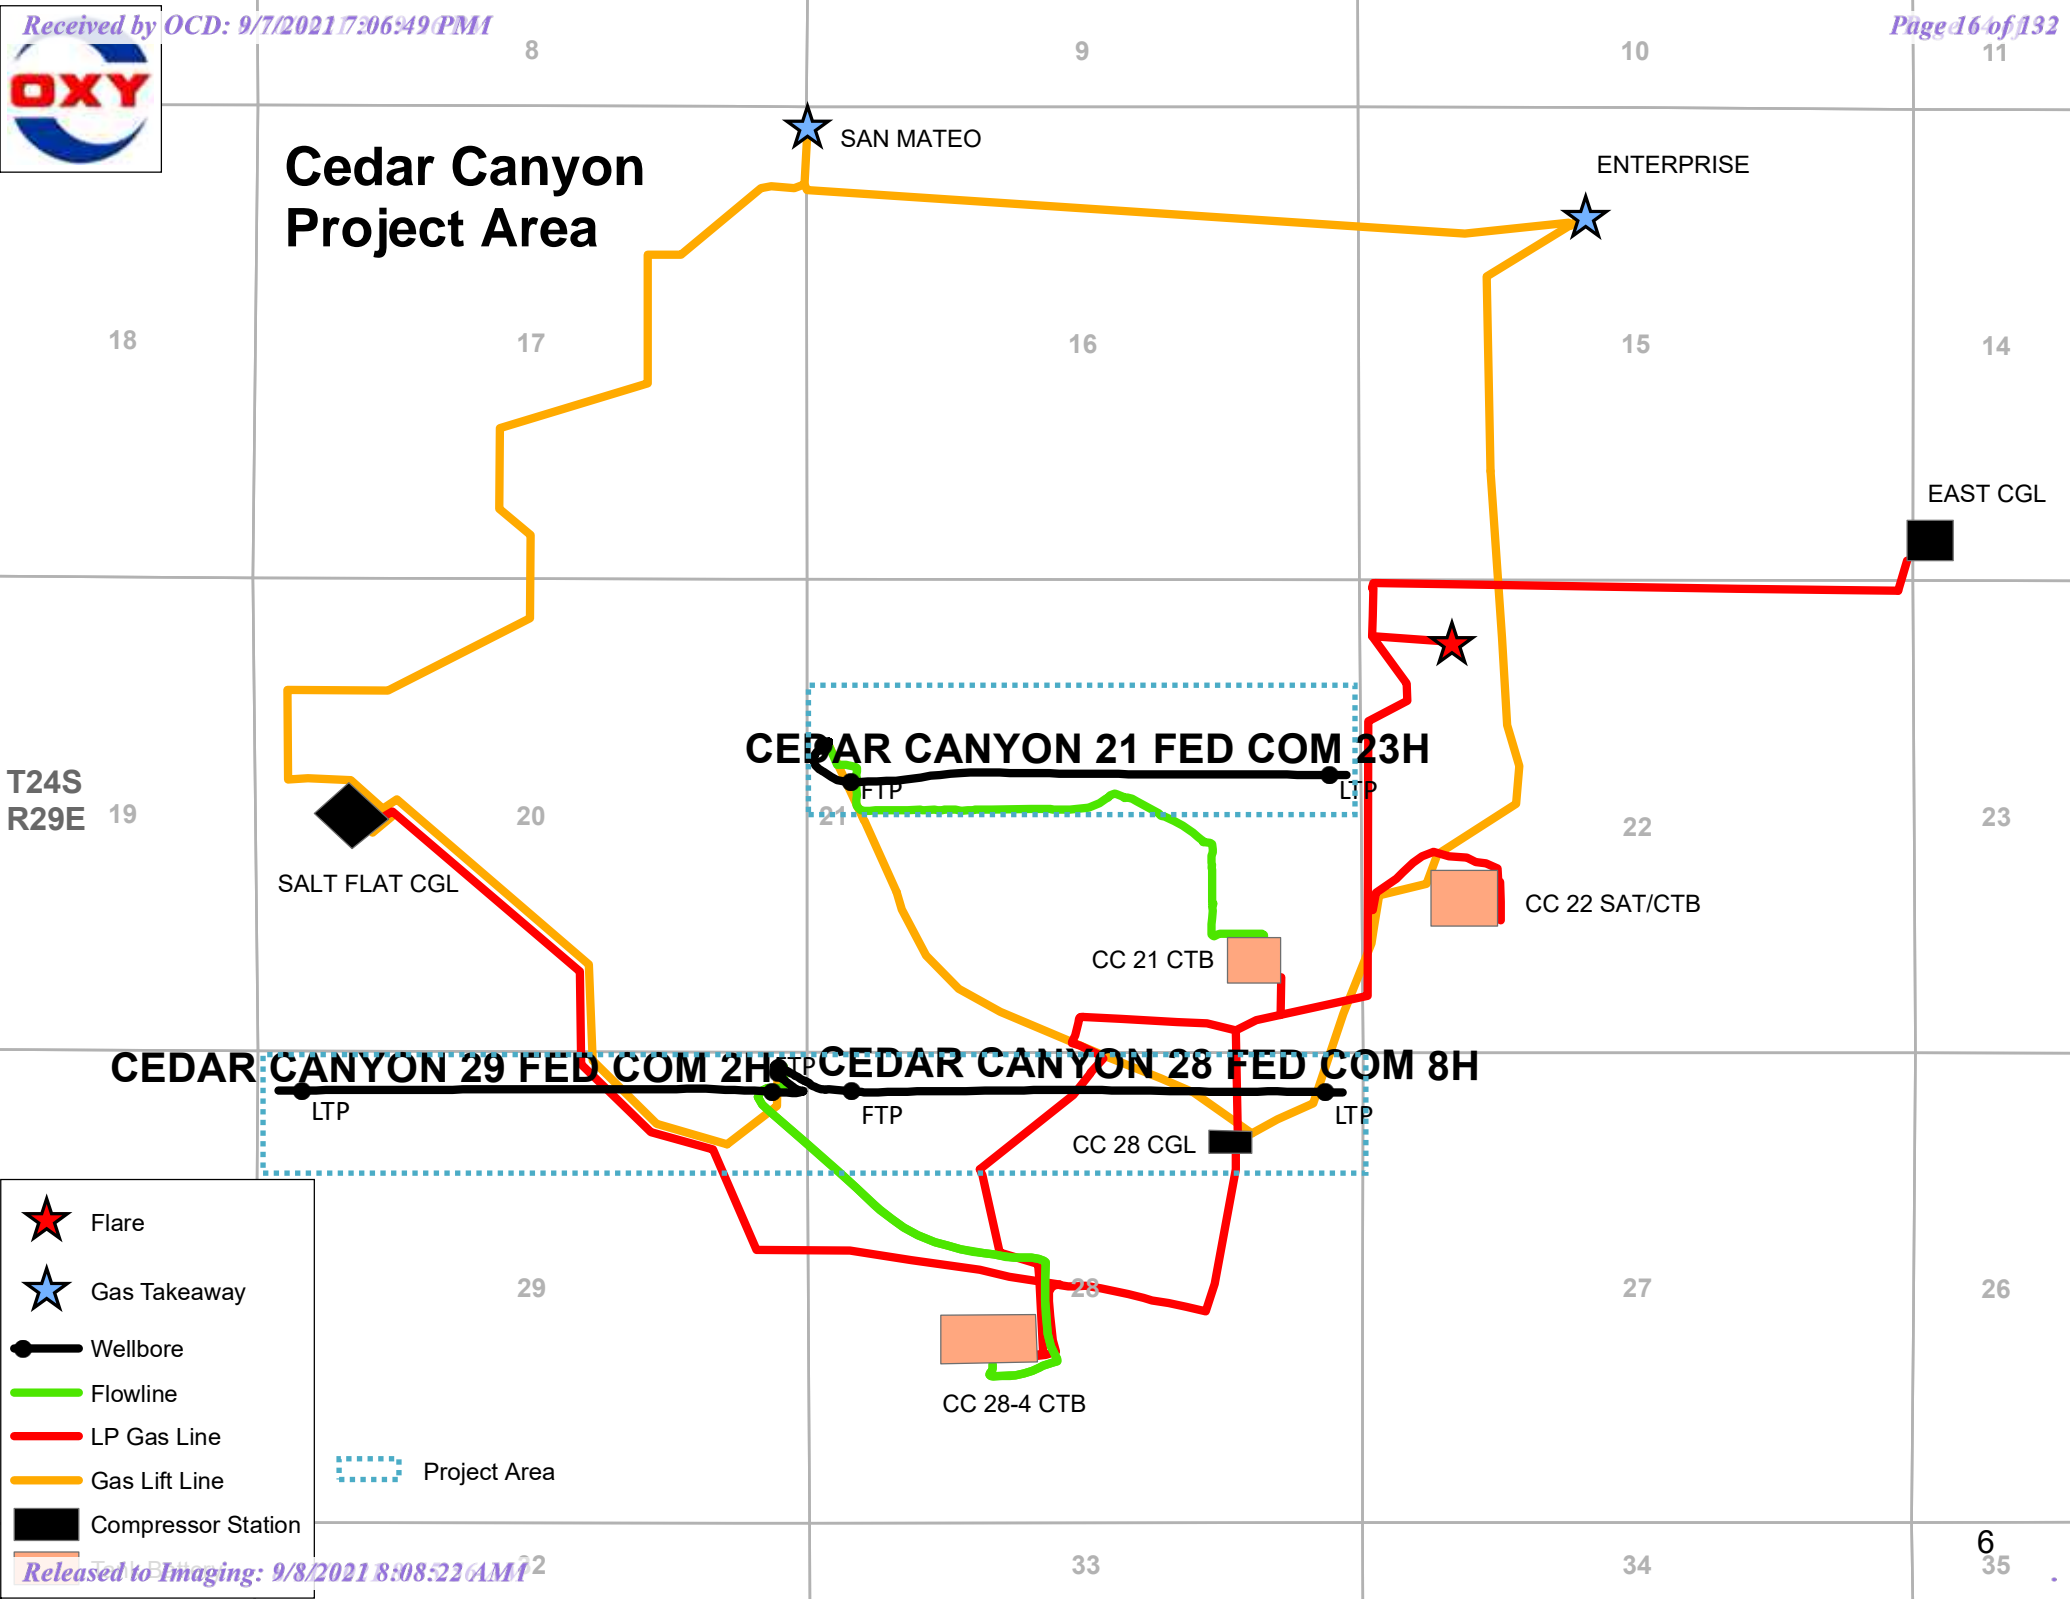 Received by OCD: 9/7/2021 7:06:49 PM
Page 16 of 132
OXY
8
9
10
11
SAN MATEO
ENTERPRISE
Cedar Canyon
Project Area
18
17
16
15
14
EAST CGL
CEDAR CANYON 21 FED COM 23H
FTP
LTP
T24S
R29E
19
20
21
22
23
SALT FLAT CGL
CC 22 SAT/CTB
CC 21 CTB
CEDAR CANYON 29 FED COM 2H
FTP
CEDAR CANYON 28 FED COM 8H
LTP
FTP
LTP
CC 28 CGL
29
28
27
26
CC 28-4 CTB
Flare
Gas Takeaway
Wellbore
Flowline
LP Gas Line
Gas Lift Line
Compressor Station
Project Area
6
32
33
34
35
Released to Imaging: 9/8/2021 8:08:22 AM